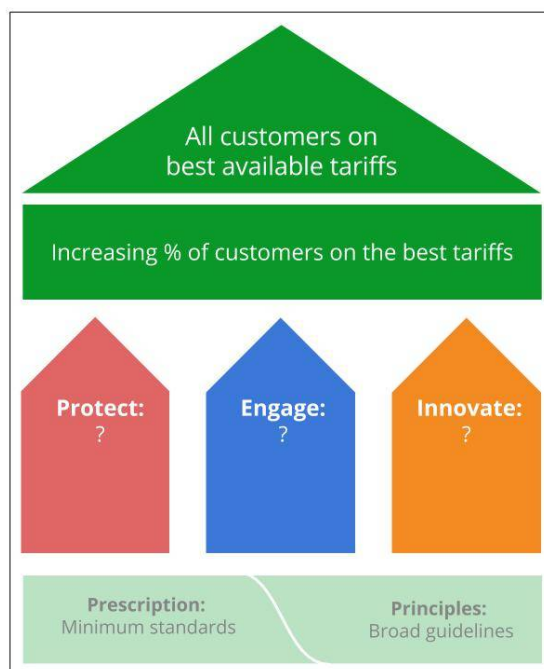 All customers on
best available tariffs
Increasing % of customers on the best tariffs
Protect:
?
Engage:
?
Innovate:
?
Prescription:
Minimum standards
Principles:
Broad guidelines